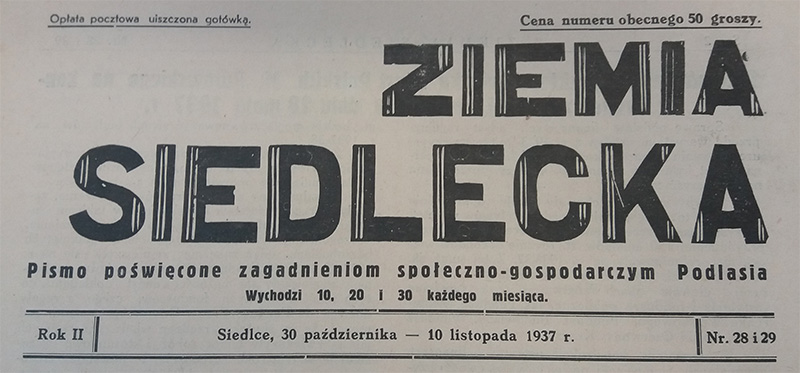 Opłata pocztowa uiszczona gotówką.
Cena numeru obecnego 50 groszy.
ZIEMIA
SIEDLECKA
Pismo poświęcone zagadnieniom społeczno-gospodarczym Podlasia
Wychodzi 10, 20 i 30 każdego miesiąca.
Rok II
Siedlce, 30 października — 10 listopada 1937 r.
Nr. 28 i 29